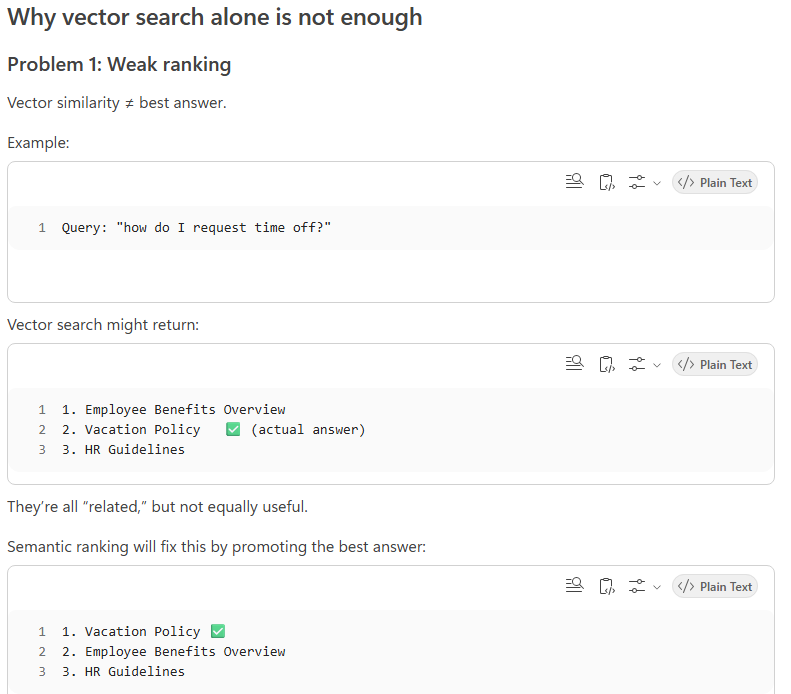 Why vector search alone is not enough
Problem 1: Weak ranking
Vector similarity ≠ best answer.
Example:
</> Plain Text
1 Query: "how do I request time off?"
Vector search might return:
</> Plain Text
1 1. Employee Benefits Overview
2 2. Vacation Policy ✅ (actual answer)
3 3. HR Guidelines
They’re all “related,” but not equally useful.
Semantic ranking will fix this by promoting the best answer:
</> Plain Text
1 1. Vacation Policy ✅
2 2. Employee Benefits Overview
3 3. HR Guidelines